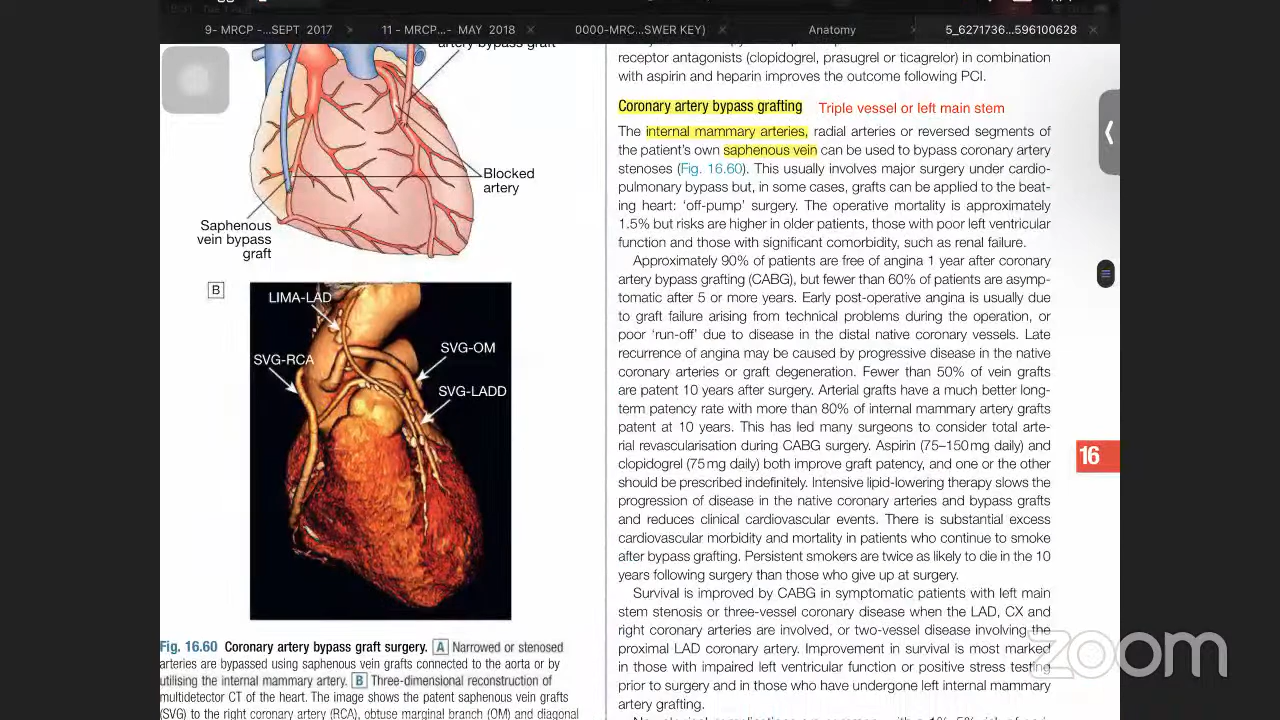 9- MRCP -...SEPT 2017
11 - MRCP...- MAY 2018
0000-MRC...SWER KEY)
Anatomy
5_6271736...596100628
artery bypass graft
Blocked
artery
Saphenous
vein bypass
graft
B
LIMA-LAD
SVG-RCA
SVG-OM
SVG-LADD
Fig. 16.60 Coronary artery bypass graft surgery. A Narrowed or stenosed
arteries are bypassed using saphenous vein grafts connected to the aorta or by
utilising the internal mammary artery. B Three-dimensional reconstruction of
multidetector CT of the heart. The image shows the patent saphenous vein grafts
(SVG) to the right coronary artery (RCA), obtuse marginal branch (OM) and diagonal
receptor antagonists (clopidogrel, prasugrel or ticagrelor) in combination
with aspirin and heparin improves the outcome following PCI.
Coronary artery bypass grafting Triple vessel or left main stem
The internal mammary arteries, radial arteries or reversed segments of
the patient's own saphenous vein can be used to bypass coronary artery
stenoses (Fig. 16.60). This usually involves major surgery under cardio-
pulmonary bypass but, in some cases, grafts can be applied to the beat-
ing heart: 'off-pump' surgery. The operative mortality is approximately
1.5% but risks are higher in older patients, those with poor left ventricular
function and those with significant comorbidity, such as renal failure.
Approximately 90% of patients are free of angina 1 year after coronary
artery bypass grafting (CABG), but fewer than 60% of patients are asymp-
tomatic after 5 or more years. Early post-operative angina is usually due
to graft failure arising from technical problems during the operation, or
poor 'run-off' due to disease in the distal native coronary vessels. Late
recurrence of angina may be caused by progressive disease in the native
coronary arteries or graft degeneration. Fewer than 50% of vein grafts
are patent 10 years after surgery. Arterial grafts have a much better long-
term patency rate with more than 80% of internal mammary artery grafts
patent at 10 years. This has led many surgeons to consider total arte-
rial revascularisation during CABG surgery. Aspirin (75–150 mg daily) and
clopidogrel (75 mg daily) both improve graft patency, and one or the other
should be prescribed indefinitely. Intensive lipid-lowering therapy slows the
progression of disease in the native coronary arteries and bypass grafts
and reduces clinical cardiovascular events. There is substantial excess
cardiovascular morbidity and mortality in patients who continue to smoke
after bypass grafting. Persistent smokers are twice as likely to die in the 10
years following surgery than those who give up at surgery.
Survival is improved by CABG in symptomatic patients with left main
stem stenosis or three-vessel coronary disease when the LAD, CX and
right coronary arteries are involved, or two-vessel disease involving the
proximal LAD coronary artery. Improvement in survival is most marked
in those with impaired left ventricular function or positive stress testing
prior to surgery and in those who have undergone left internal mammary
artery grafting.
16
zoom